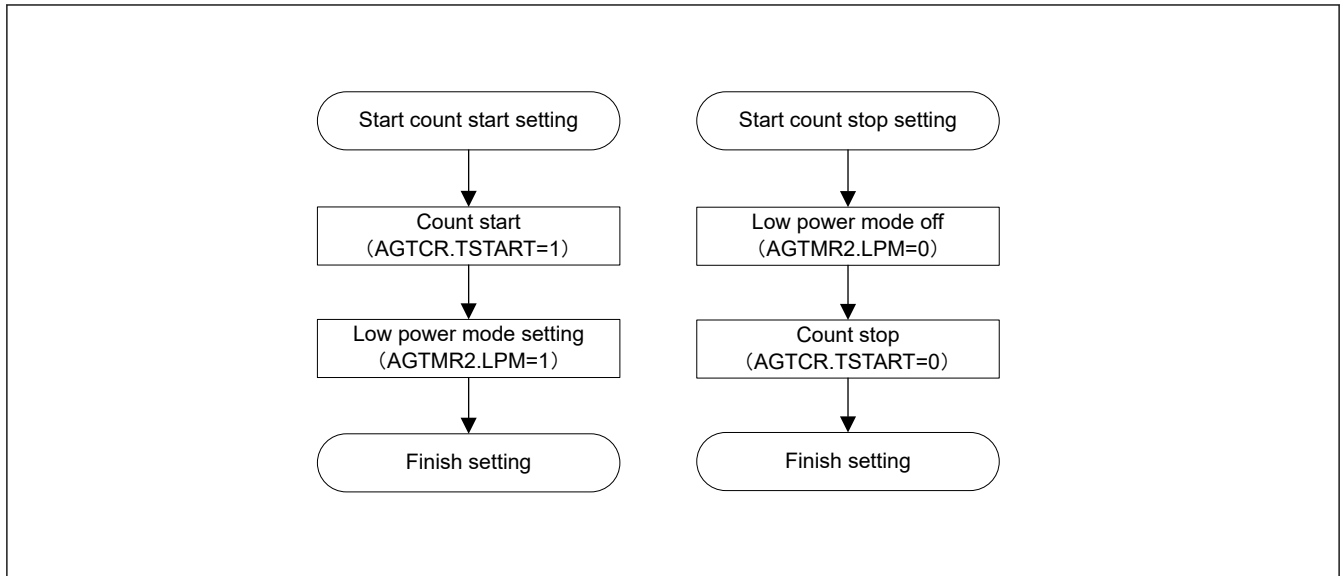 Start count start setting
Count start
（AGTCR.TSTART=1）
Low power mode setting
（AGTMR2.LPM=1）
Finish setting
Start count stop setting
Low power mode off
（AGTMR2.LPM=0）
Count stop
（AGTCR.TSTART=0）
Finish setting